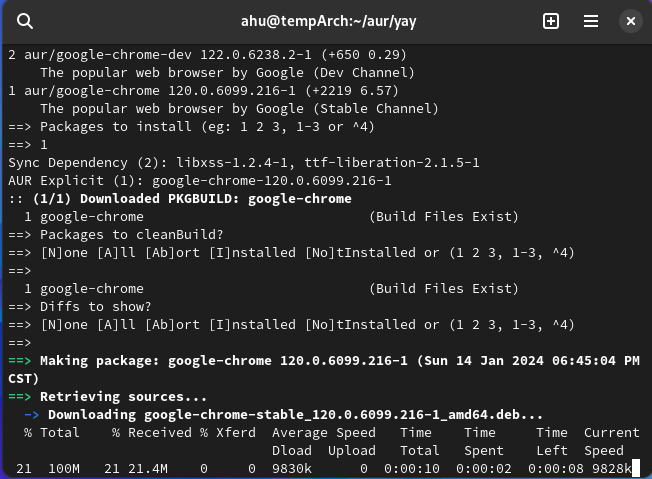 ahu@tempArch:~/aur/yay
2 aur/google-chrome-dev 122.0.6238.2-1 (+650 0.29)
    The popular web browser by Google (Dev Channel)
1 aur/google-chrome 120.0.6099.216-1 (+2219 6.57)
    The popular web browser by Google (Stable Channel)
==> Packages to install (eg: 1 2 3, 1-3 or ^4)
==> 1
Sync Dependency (2): libxss-1.2.4-1, ttf-liberation-2.1.5-1
AUR Explicit (1): google-chrome-120.0.6099.216-1
:: (1/1) Downloaded PKGBUILD: google-chrome
  1 google-chrome                            (Build Files Exist)
==> Packages to cleanBuild?
==> [N]one [A]ll [Ab]ort [I]nstalled [No]tInstalled or (1 2 3, 1-3, ^4)
==>
  1 google-chrome                            (Build Files Exist)
==> Diffs to show?
==> [N]one [A]ll [Ab]ort [I]nstalled [No]tInstalled or (1 2 3, 1-3, ^4)
==>
==> Making package: google-chrome 120.0.6099.216-1 (Sun 14 Jan 2024 06:45:04 PM
CST)
==> Retrieving sources...
  -> Downloading google-chrome-stable_120.0.6099.216-1_amd64.deb...
  % Total    % Received % Xferd  Average Speed   Time    Time     Time  Current
                                 Dload  Upload   Total   Spent    Left  Speed
 21  100M   21 21.4M    0     0  9830k      0  0:00:10  0:00:02  0:00:08 9828k